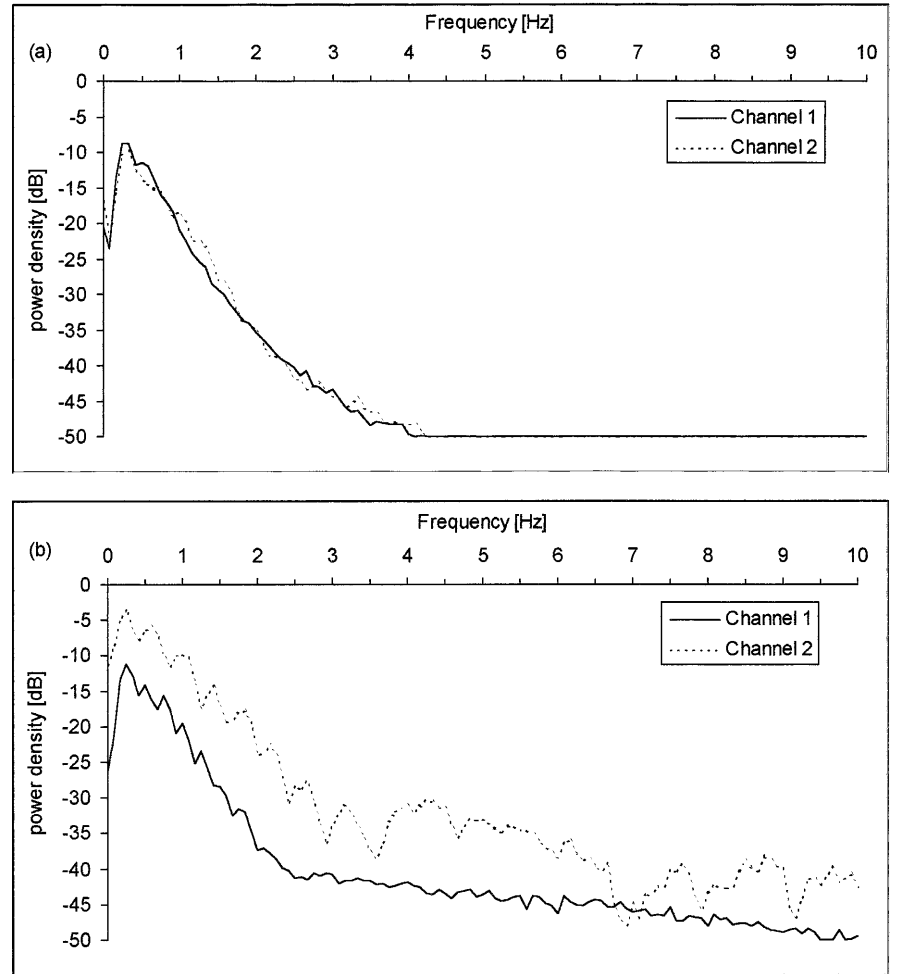 Frequency [Hz]
(a)
0 1 2 3 4 5 6 7 8 9 10
0
-5
-10
-15
-20
-25
-30
-35
-40
-45
-50
power density [dB]
Channel 1
Channel 2
Frequency [Hz]
(b)
0 1 2 3 4 5 6 7 8 9 10
0
-5
-10
-15
-20
-25
-30
-35
-40
-45
-50
power density [dB]
Channel 1
Channel 2